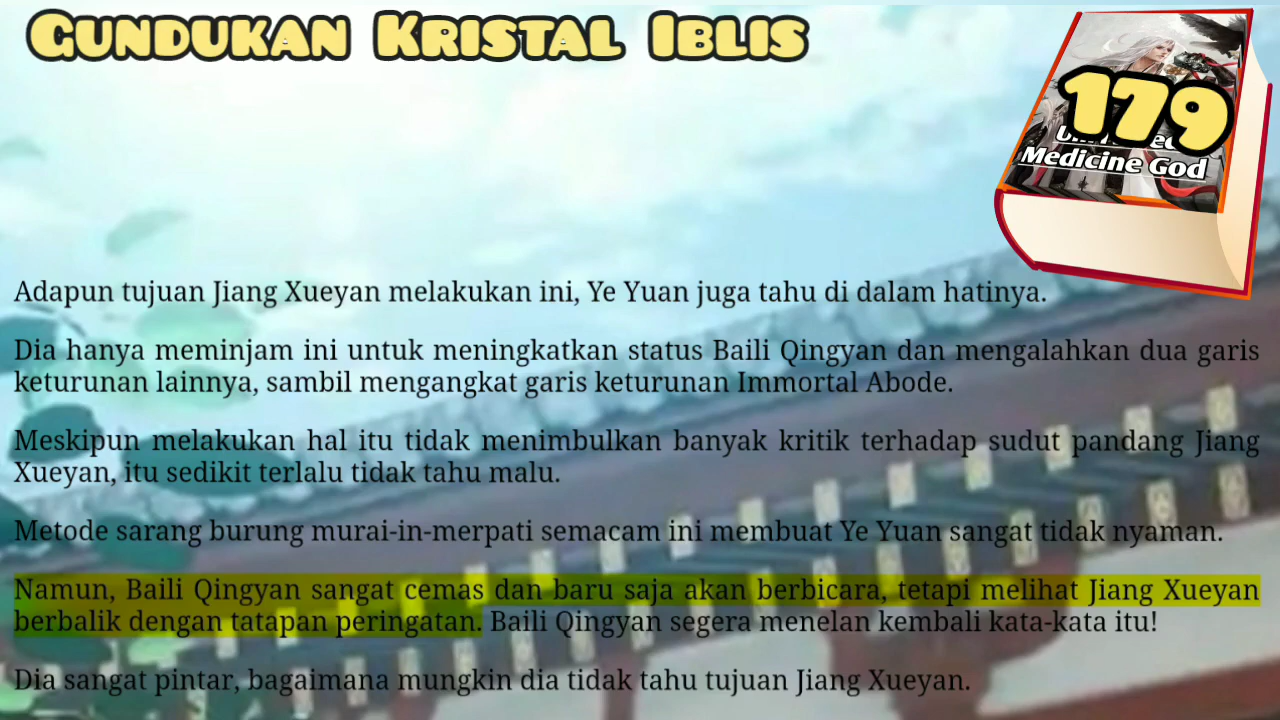 Gundukan Kristal Iblis
179
Medicine God
Adapun tujuan Jiang Xueyan melakukan ini, Ye Yuan juga tahu di dalam hatinya.
Dia hanya meminjam ini untuk meningkatkan status Baili Qingyan dan mengalahkan dua garis
keturunan lainnya, sambil mengangkat garis keturunan Immortal Abode.
Meskipun melakukan hal itu tidak menimbulkan banyak kritik terhadap sudut pandang Jiang
Xueyan, itu sedikit terlalu tidak tahu malu.
Metode sarang burung murai-in-merpati semacam ini membuat Ye Yuan sangat tidak nyaman.
Namun, Baili Qingyan sangat cemas dan baru saja akan berbicara, tetapi melihat Jiang Xueyan
berbalik dengan tatapan peringatan. Baili Qingyan segera menelan kembali kata-kata itu!
Dia sangat pintar, bagaimana mungkin dia tidak tahu tujuan Jiang Xueyan.